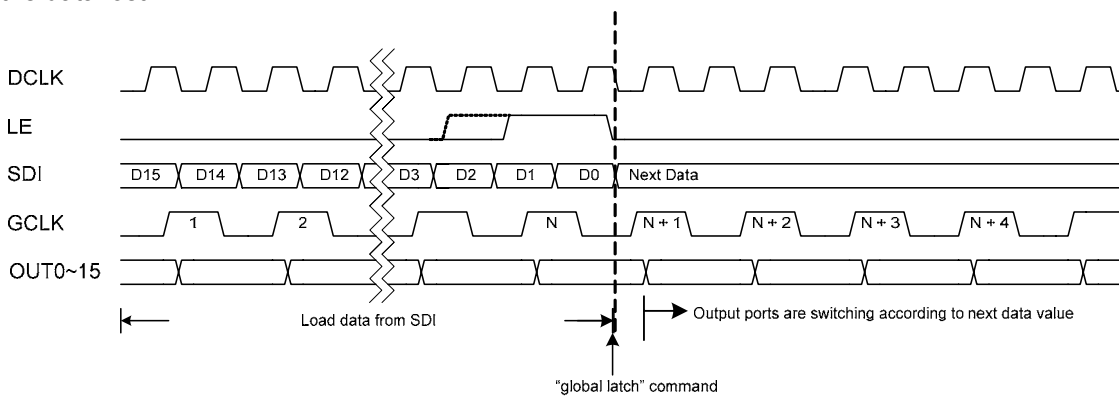 DCLK
LE
SDI D15 D14 D13 D12 D3 D2 D1 D0 Next Data
GCLK 1 2 N N + 1 N + 2 N + 3 N + 4
OUT0~15
Load data from SDI
Output ports are switching according to next data value
“global latch” command